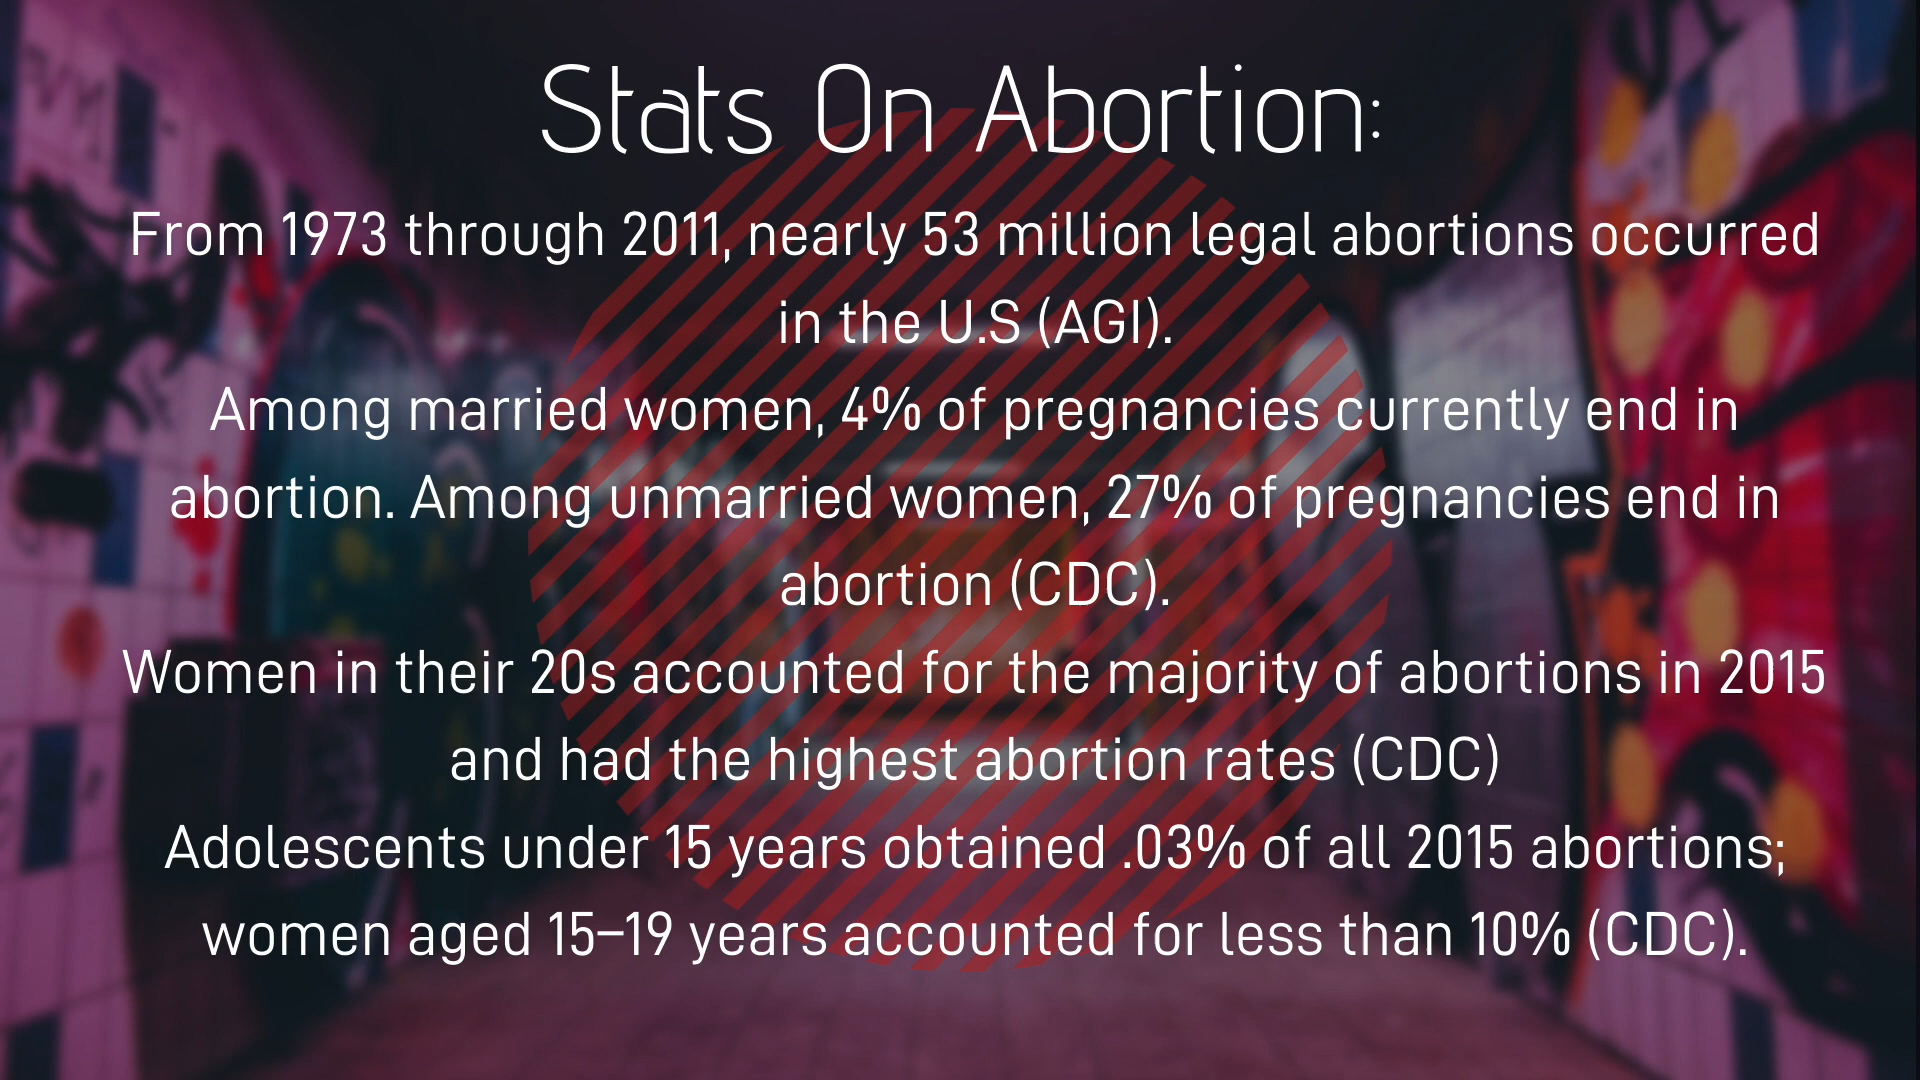 Stats On Abortion:
From 1973 through 2011, nearly 53 million legal abortions occurred
in the U.S (AGI).
Among married women, 4% of pregnancies currently end in
abortion. Among unmarried women, 27% of pregnancies end in
abortion (CDC).
Women in their 20s accounted for the majority of abortions in 2015
and had the highest abortion rates (CDC)
Adolescents under 15 years obtained .03% of all 2015 abortions;
women aged 15–19 years accounted for less than 10% (CDC).